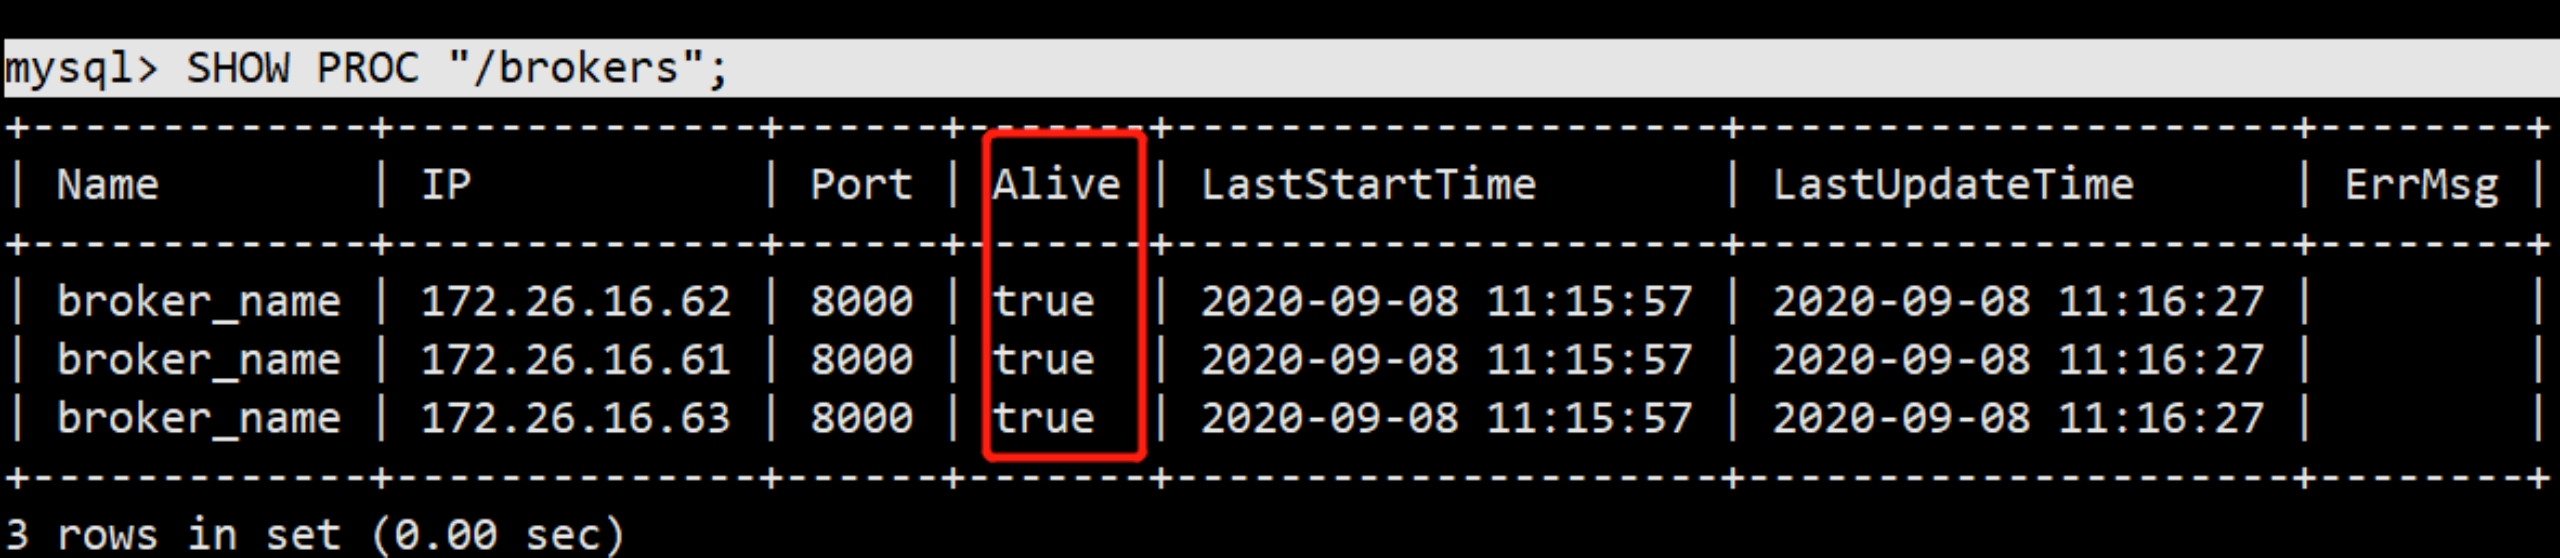 mysql> SHOW PROC "/brokers";
+-------------+--------------+------+-------+---------------------+---------------------+--------+
| Name        | IP           | Port | Alive | LastStartTime       | LastUpdateTime      | ErrMsg |
+-------------+--------------+------+-------+---------------------+---------------------+--------+
| broker_name | 172.26.16.62 | 8000 | true  | 2020-09-08 11:15:57 | 2020-09-08 11:16:27 |        |
| broker_name | 172.26.16.61 | 8000 | true  | 2020-09-08 11:15:57 | 2020-09-08 11:16:27 |        |
| broker_name | 172.26.16.63 | 8000 | true  | 2020-09-08 11:15:57 | 2020-09-08 11:16:27 |        |
+-------------+--------------+------+-------+---------------------+---------------------+--------+
3 rows in set (0.00 sec)